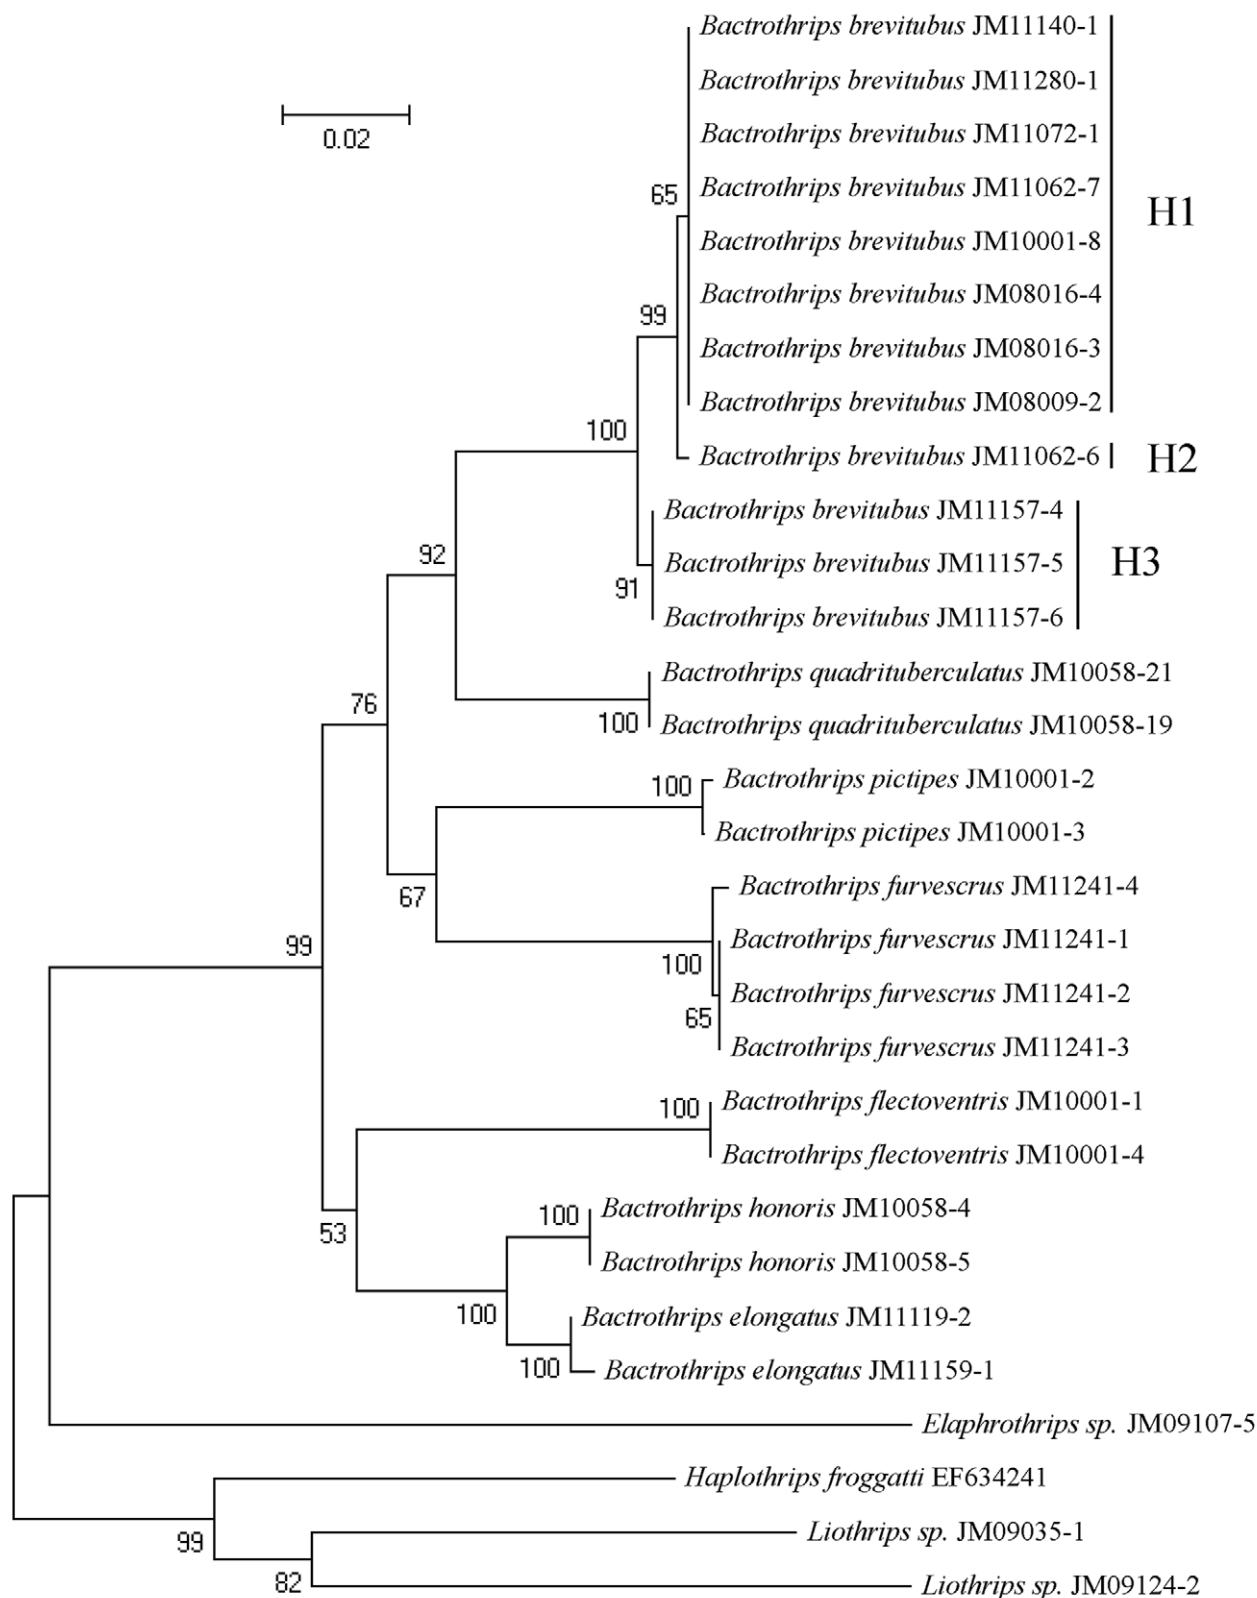 Bactrothrips brevitubus JM11140-1
Bactrothrips brevitubus JM11280-1
0.02
Bactrothrips brevitubus JM11072-1
Bactrothrips brevitubus JM11062-7
65
H1
Bactrothrips brevitubus JM10001-8
Bactrothrips brevitubus JM08016-4
99
Bactrothrips brevitubus JM08016-3
Bactrothrips brevitubus JM08009-2
100
Bactrothrips brevitubus JM11062-6
H2
Bactrothrips brevitubus JM11157-4
92
Bactrothrips brevitubus JM11157-5
H3
91
Bactrothrips brevitubus JM11157-6
Bactrothrips quadrituberculatus JM10058-21
76
100
Bactrothrips quadrituberculatus JM10058-19
100
Bactrothrips pictipes JM10001-2
Bactrothrips pictipes JM10001-3
67
Bactrothrips furvescrus JM11241-4
99
Bactrothrips furvescrus JM11241-1
100
Bactrothrips furvescrus JM11241-2
65
Bactrothrips furvescrus JM11241-3
100
Bactrothrips flectoventris JM10001-1
Bactrothrips flectoventris JM10001-4
53
100
Bactrothrips honoris JM10058-4
Bactrothrips honoris JM10058-5
100
Bactrothrips elongatus JM11119-2
100
Bactrothrips elongatus JM11159-1
Elaphrothrips sp. JM09107-5
Haplothrips froggatti EF634241
99
Liothrips sp. JM09035-1
82
Liothrips sp. JM09124-2